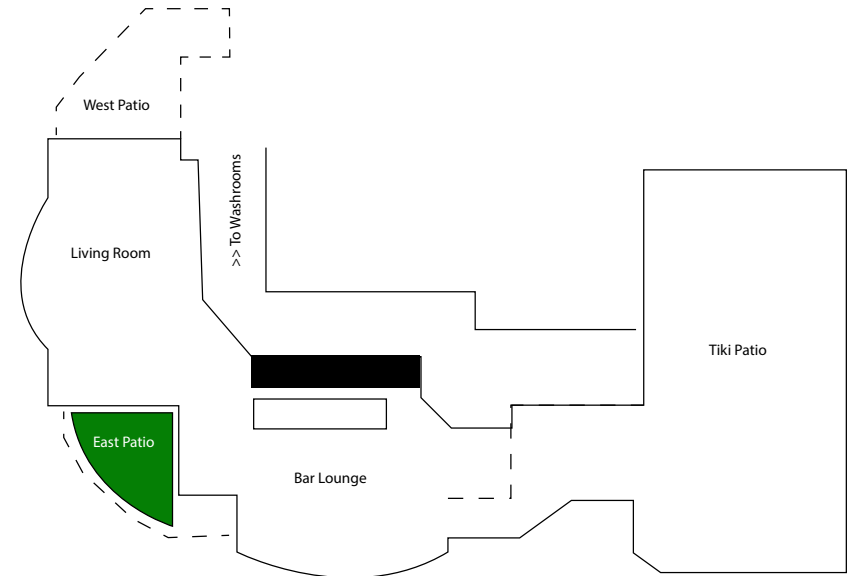 West Patio
>> To Washrooms
Living Room
Tiki Patio
East Patio
Bar Lounge